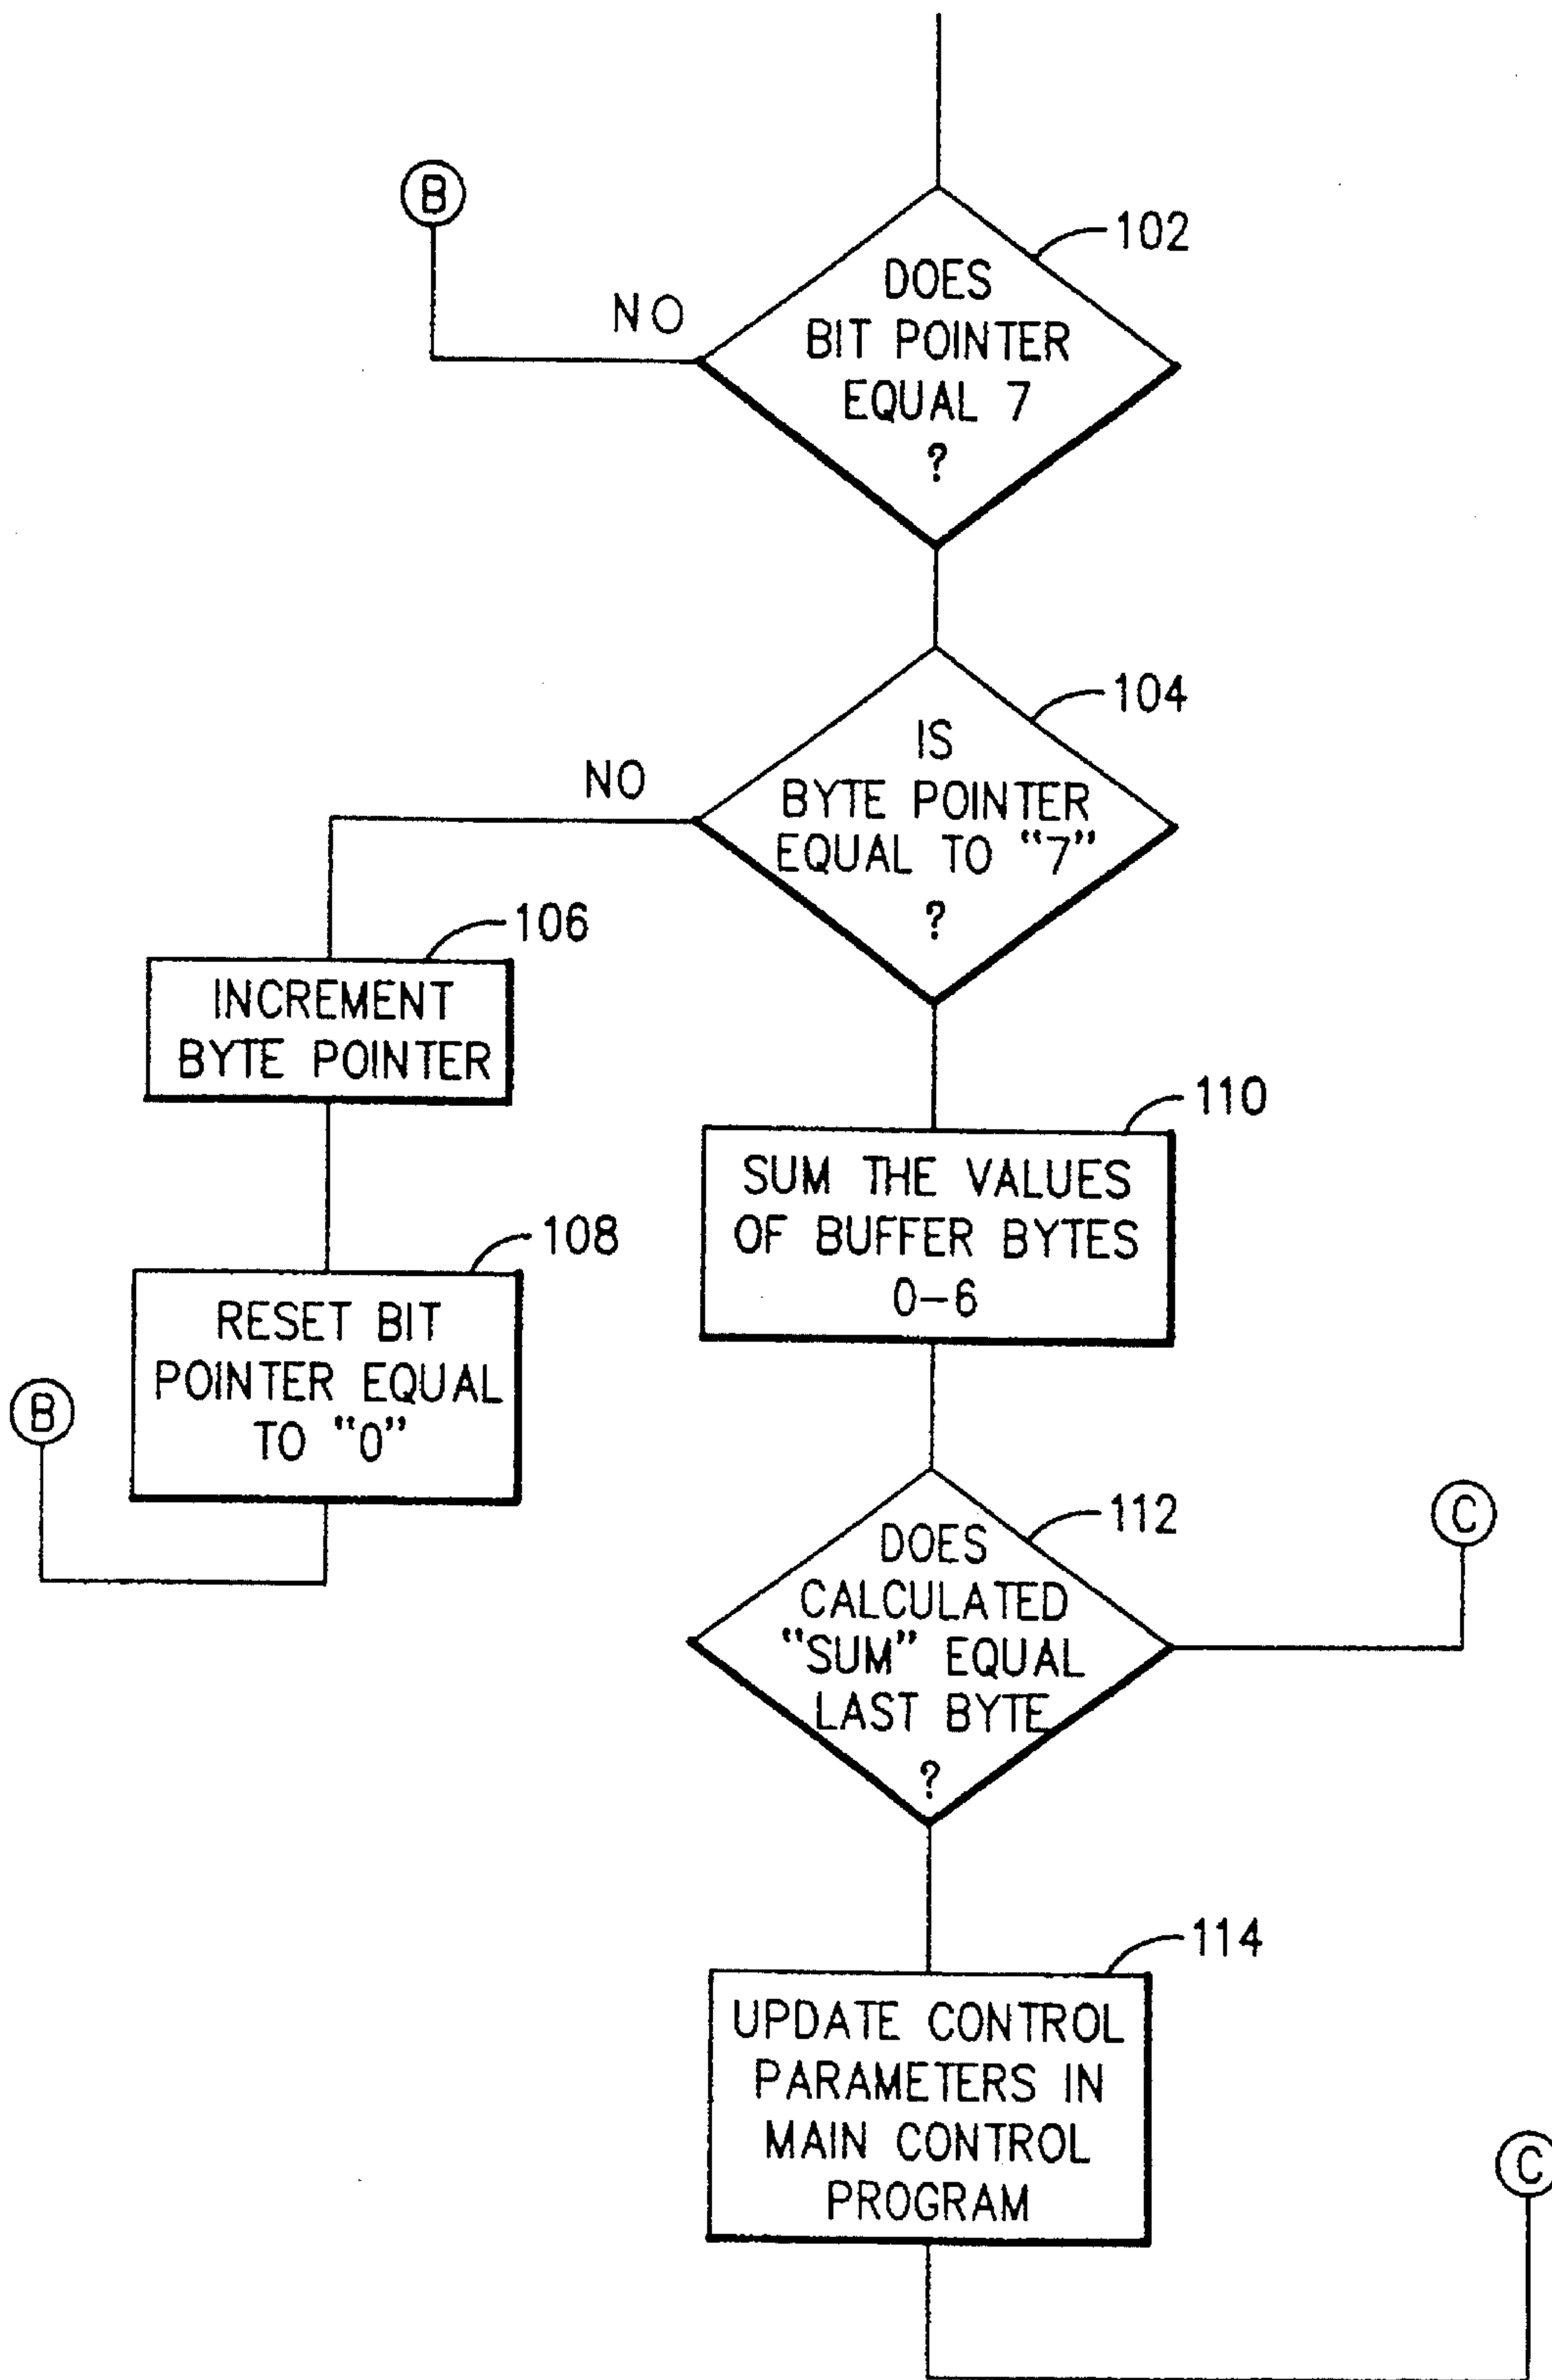 B
102
DOES
BIT POINTER
EQUAL 7
?
NO
104
IS
BYTE POINTER
EQUAL TO "7"
?
NO
106
INCREMENT
BYTE POINTER
108
RESET BIT
POINTER EQUAL
TO "0"
B
110
SUM THE VALUES
OF BUFFER BYTES
0-6
112
DOES
CALCULATED
"SUM" EQUAL
LAST BYTE
?
C
114
UPDATE CONTROL
PARAMETERS IN
MAIN CONTROL
PROGRAM
C